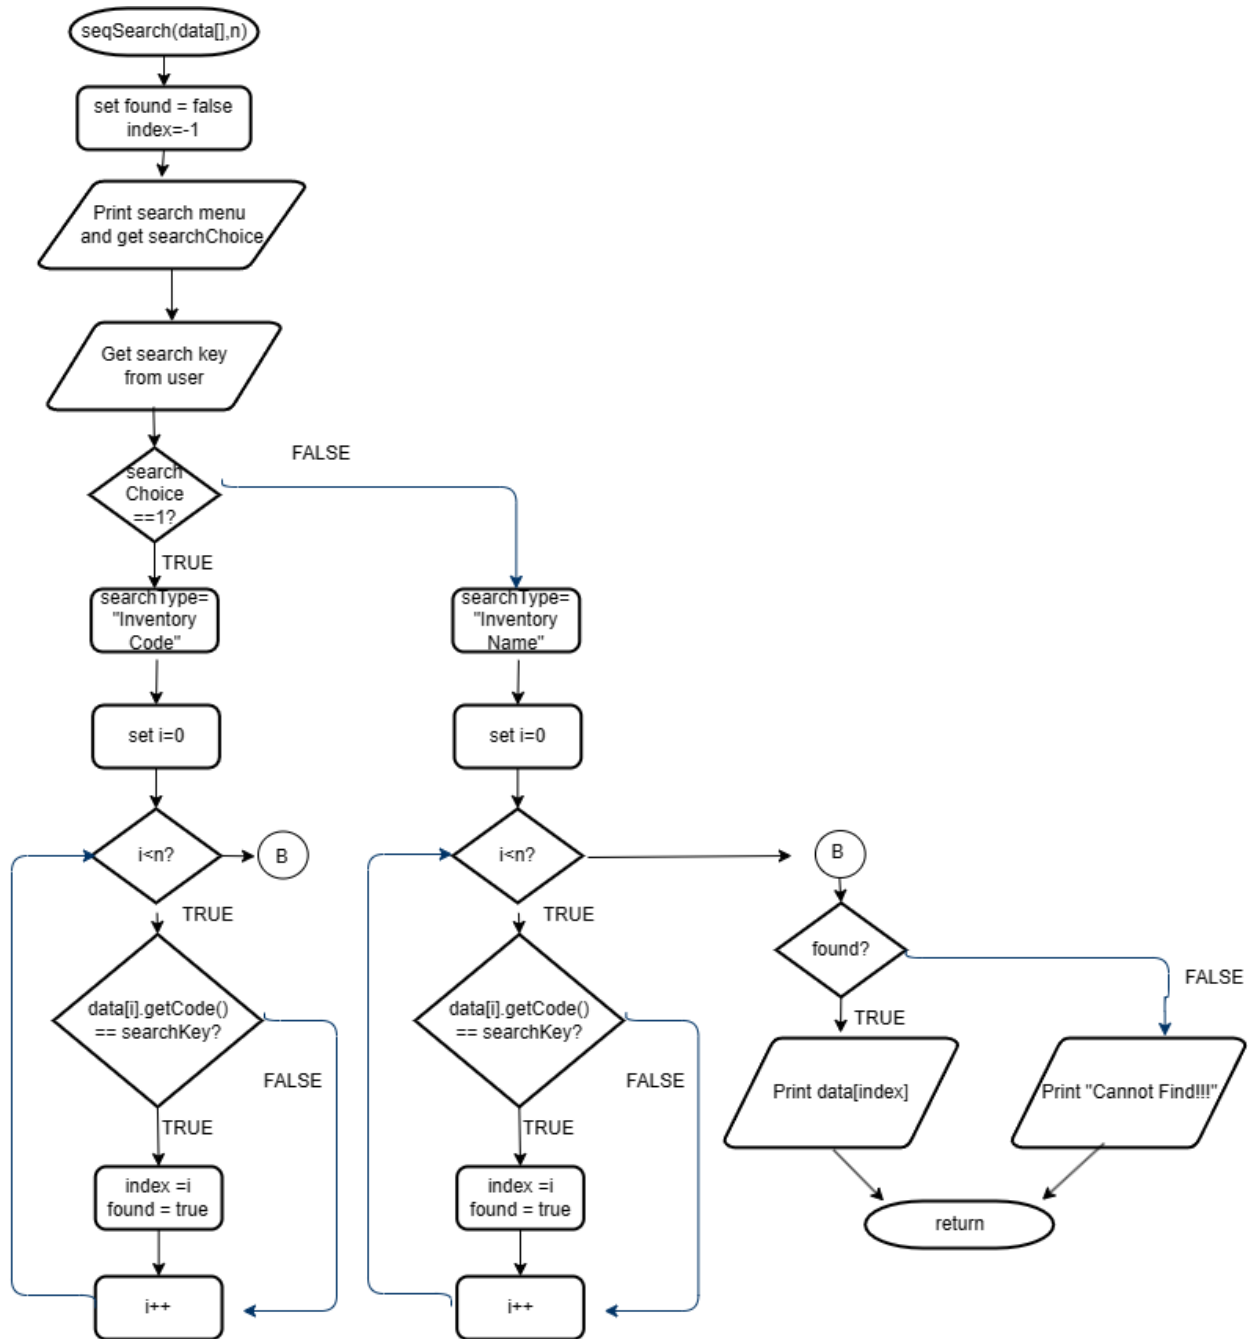 seqSearch(data[],n)
set found = false
index=-1
Print search menu
and get searchChoice
Get search key
from user
search
Choice
==1?
FALSE
TRUE
searchType=
"Inventory
Code"
set i=0
i<n?
B
TRUE
data[i].getCode()
== searchKey?
FALSE
TRUE
index =i
found = true
i++
searchType=
"Inventory
Name"
set i=0
i<n?
TRUE
data[i].getCode()
== searchKey?
FALSE
TRUE
index =i
found = true
i++
B
found?
FALSE
TRUE
Print data[index]
Print "Cannot Find!!!"
return